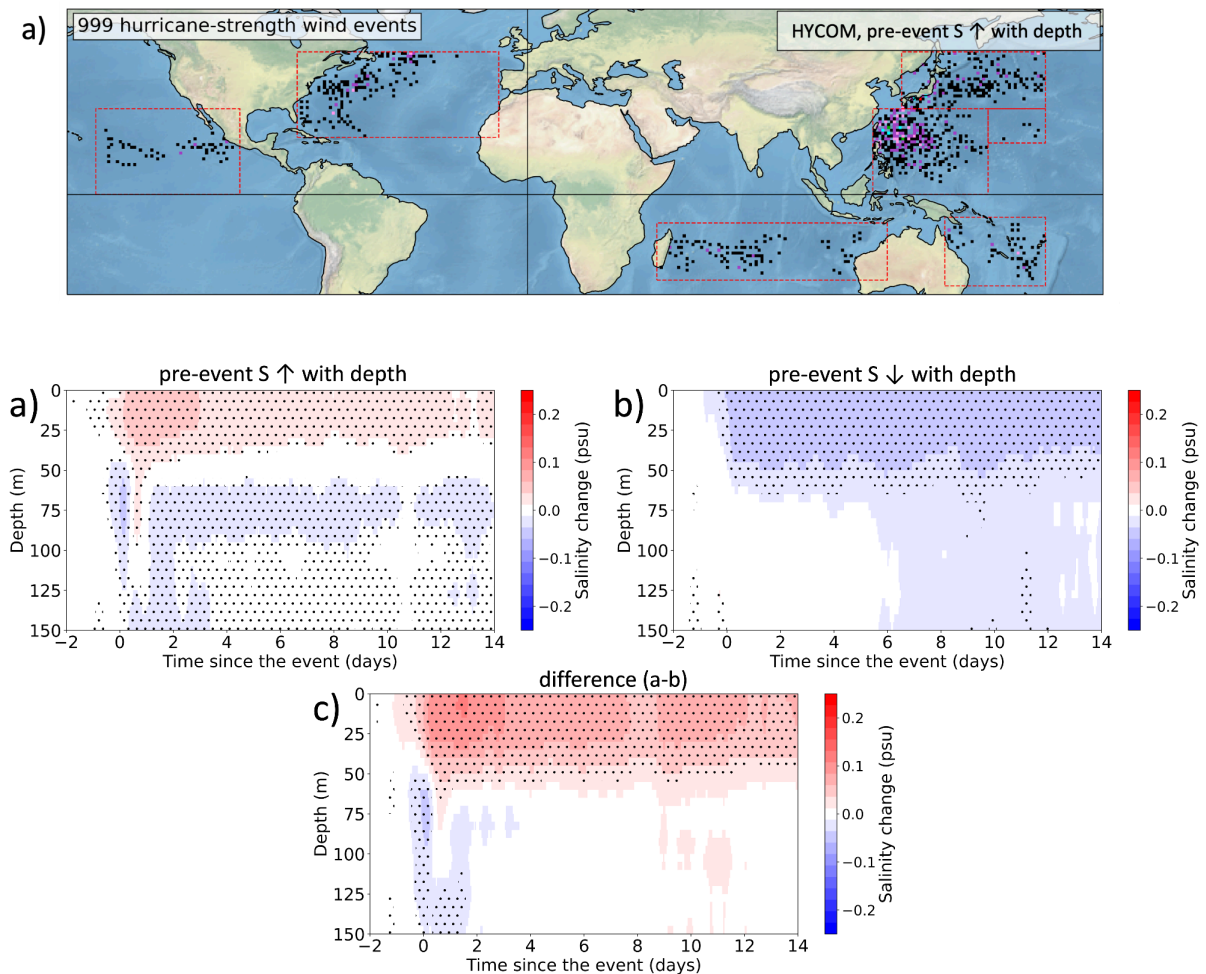 a)
999 hurricane-strength wind events
HYCOM, pre-event S ↑ with depth
pre-event S ↑ with depth
a)
0
25
50
75
100
125
150
Depth (m)
−2 0 2 4 6 8 10 12 14
Time since the event (days)
0.2
0.1
0.0
−0.1
−0.2
Salinity change (psu)
pre-event S ↓ with depth
b)
0
25
50
75
100
125
150
Depth (m)
−2 0 2 4 6 8 10 12 14
Time since the event (days)
0.2
0.1
0.0
−0.1
−0.2
Salinity change (psu)
difference (a-b)
c)
0
25
50
75
100
125
150
Depth (m)
−2 0 2 4 6 8 10 12 14
Time since the event (days)
0.2
0.1
0.0
−0.1
−0.2
Salinity change (psu)